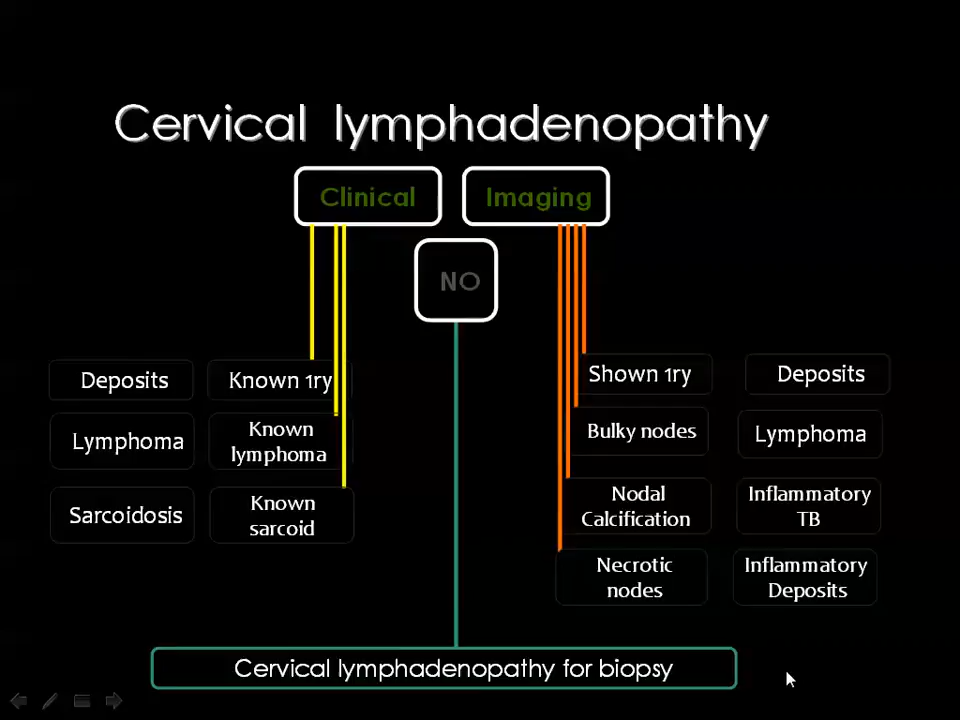 Cervical lymphadenopathy
Clinical
Imaging
NO
Deposits
Known 1ry
Shown 1ry
Deposits
Lymphoma
Known
lymphoma
Bulky nodes
Lymphoma
Sarcoidosis
Known
sarcoid
Nodal
Calcification
Inflammatory
TB
Necrotic
nodes
Inflammatory
Deposits
Cervical lymphadenopathy for biopsy